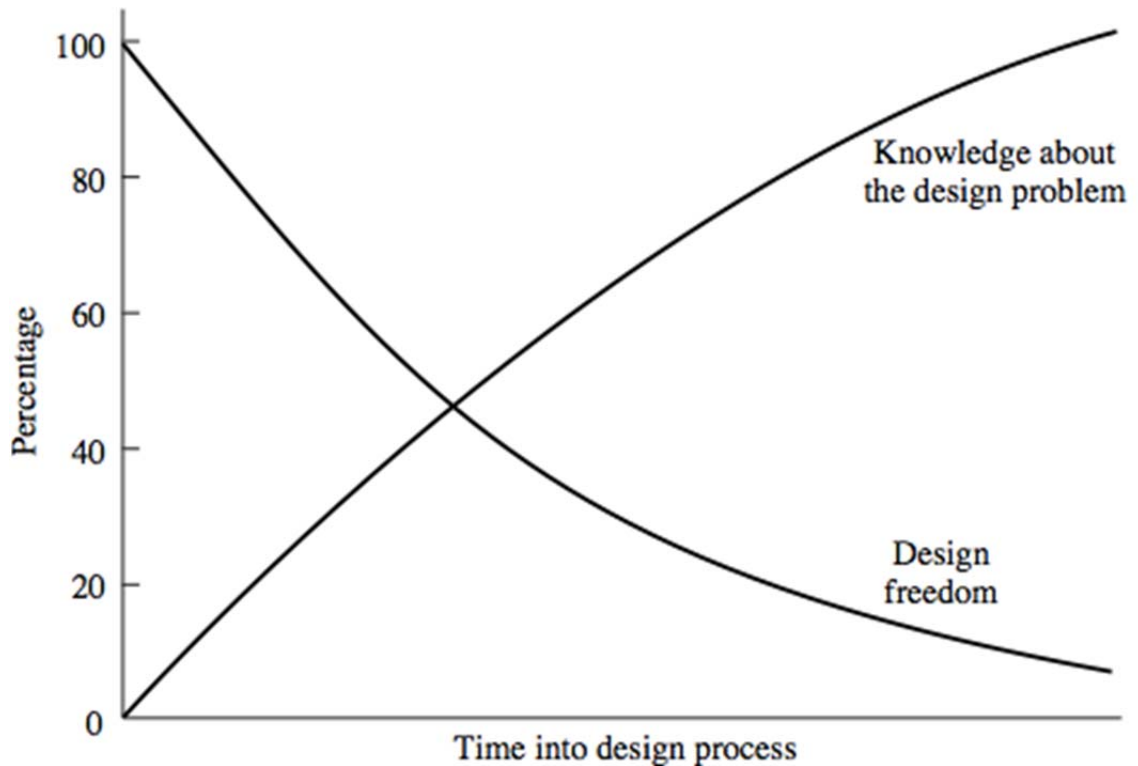 100
80
60
40
20
0
Percentage
Knowledge about
the design problem
Design
freedom
Time into design process